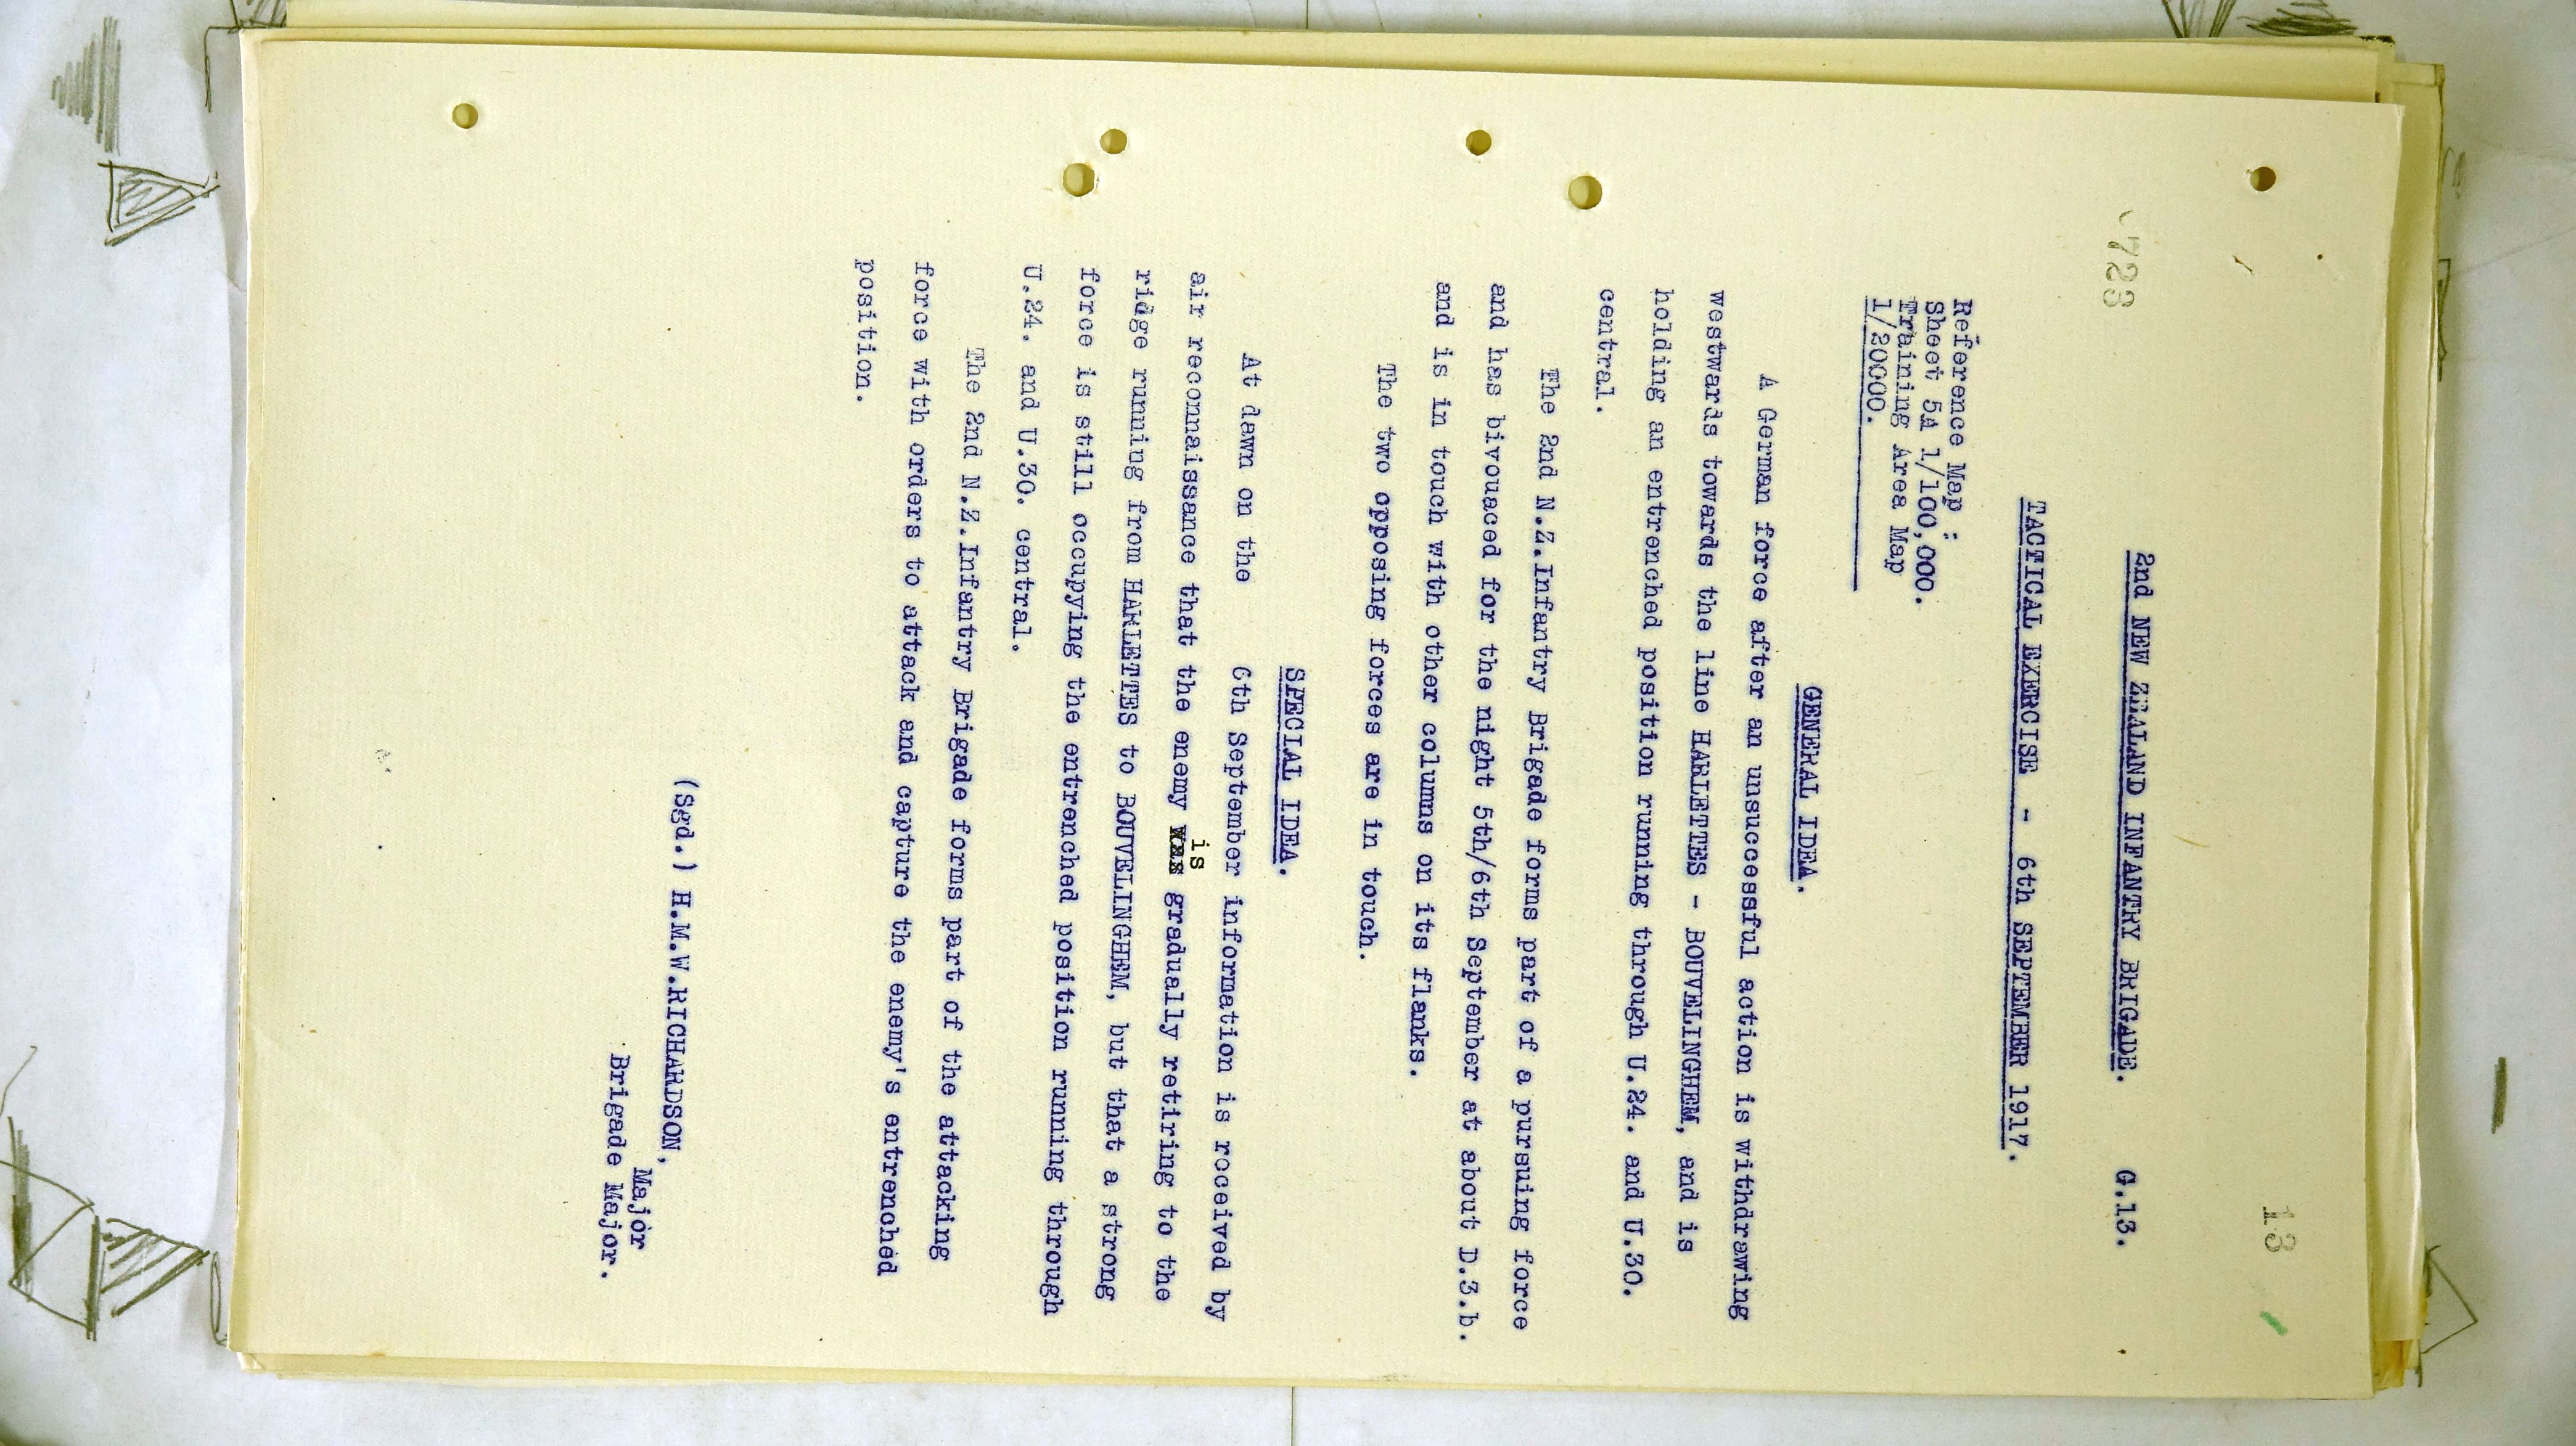 13
723
2nd NEW ZEALAND INFANTRY BRIGADE. G.13.
TACTICAL EXERCISE - 6th SEPTEMBER 1917.
Reference Map :
Sheet 5A 1/100,000.
Training Area Map
1/20000.
GENERAL IDEA.
A German force after an unsuccessful action is withdrawing
westwards towards the line HARLETTES - BOUVELINGHEM, and is
holding an entrenched position running through U.24. and U.30.
central.
The 2nd N.Z.Infantry Brigade forms part of a pursuing force
and has bivouaced for the night 5th/6th September at about D.3.b.
and is in touch with other columns on its flanks.
The two opposing forces are in touch.
SPECIAL IDEA.
At dawn on the 6th September information is received by
is
air reconnaissance that the enemy was gradually retiring to the
ridge running from HARLETTES to BOUVELINGHEM, but that a strong
force is still occupying the entrenched position running through
U.24. and U.30. central.
The 2nd N.Z.Infantry Brigade forms part of the attacking
force with orders to attack and capture the enemy's entrenched
position.
(Sgd.) H.M.W.RICHARDSON,
Major
Brigade Major.